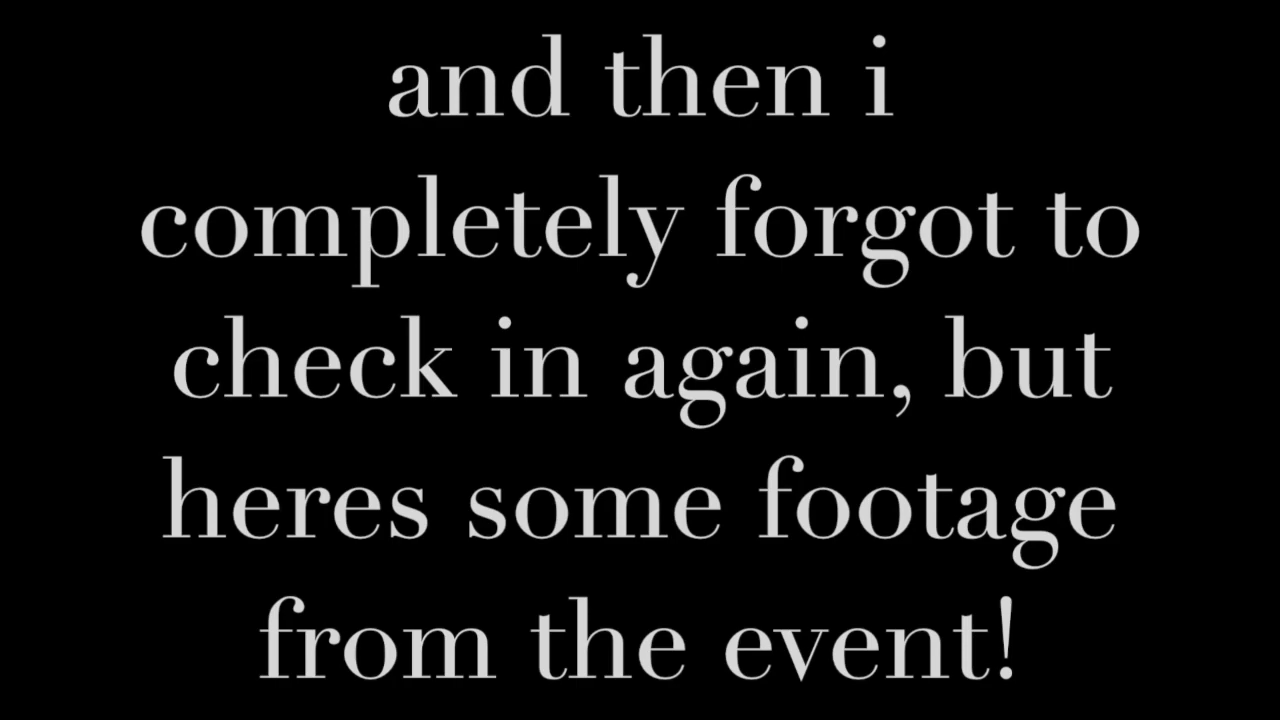 and then i
completely forgot to
check in again, but
heres some footage
from the event!